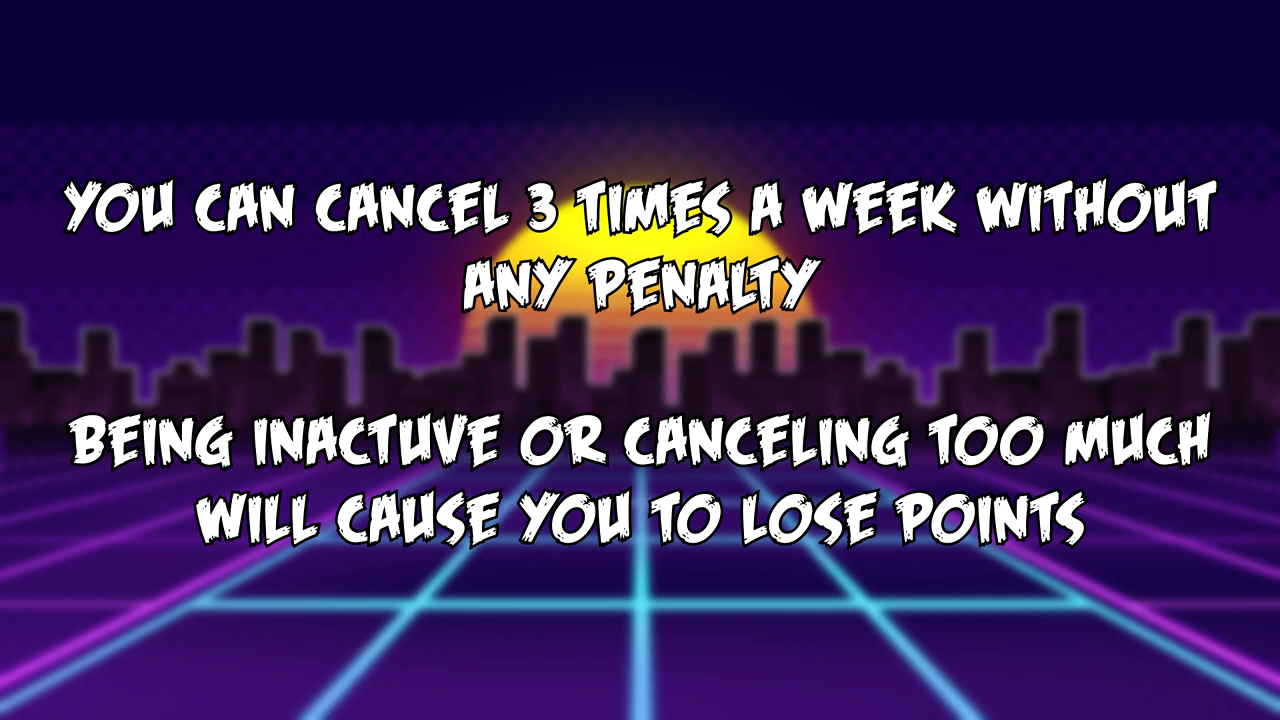 YOU CAN CANCEL 3 TIMES A WEEK WITHOUT
ANY PENALTY
BEING INACTUVE OR CANCELING TOO MUCH
WILL CAUSE YOU TO LOSE POINTS